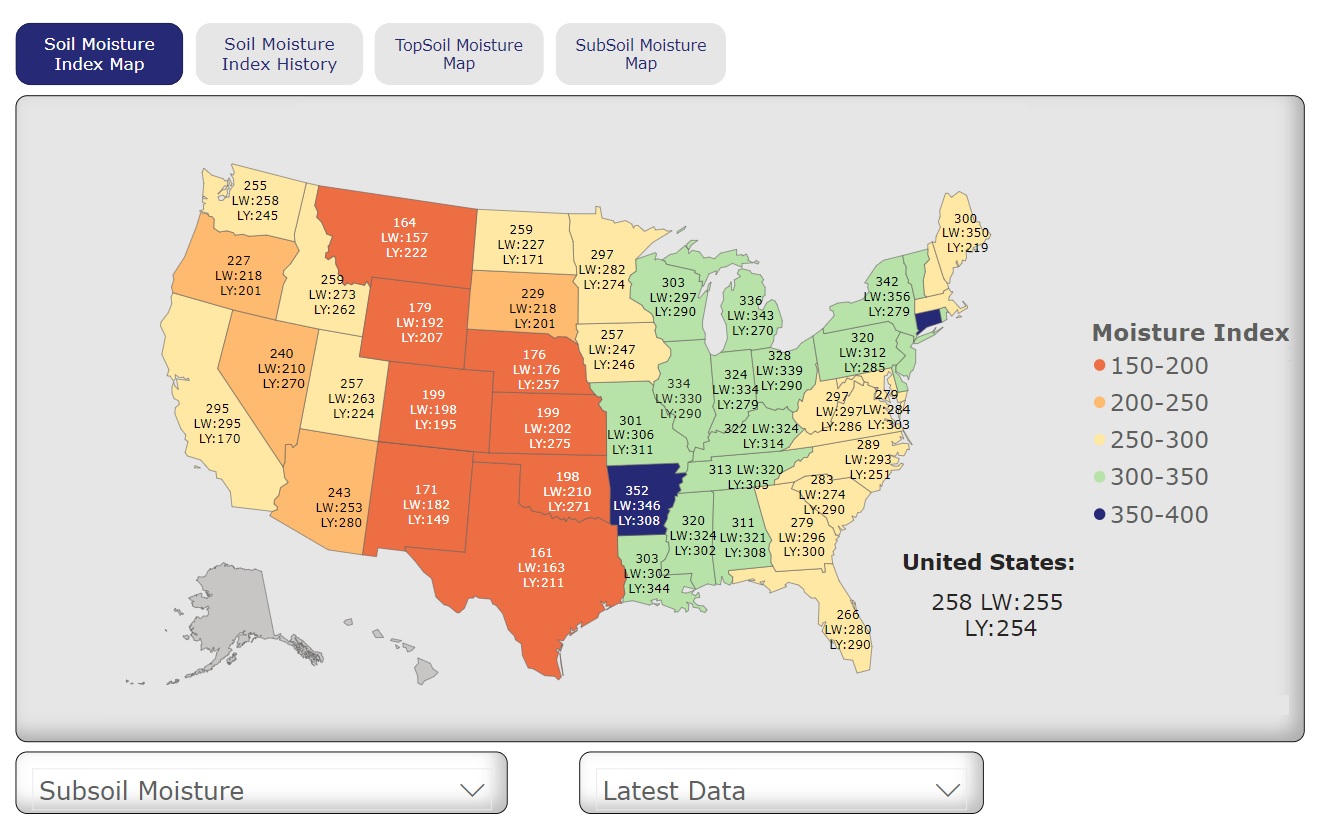 Soil Moisture
Index Map
Soil Moisture
Index History
TopSoil Moisture
Map
SubSoil Moisture
Map
255
LW:258
LY:245
227
LW:218
LY:201
259
LW:273
LY:262
164
LW:157
LY:222
179
LW:192
LY:207
259
LW:227
LY:171
229
LW:218
LY:201
297
LW:282
LY:274
303
LW:297
LY:290
336
LW:343
LY:270
342
LW:356
LY:279
300
LW:350
LY:219
240
LW:210
LY:270
295
LW:295
LY:170
257
LW:263
LY:224
199
LW:198
LY:195
176
LW:176
LY:257
257
LW:247
LY:246
334
LW:330
LY:290
324
LW:334
LY:279
328
LW:339
LY:290
320
LW:312
LY:285
199
LW:202
LY:275
301
LW:306
LY:311
297
LW:297
LY:286
279
LW:284
LY:303
322 LW:324
LY:314
289
LW:293
LY:251
313 LW:320
LY:305
283
LW:274
LY:290
243
LW:253
LY:280
171
LW:182
LY:149
198
LW:210
LY:271
352
LW:346
LY:308
320
LW:324
LY:302
311
LW:321
LY:308
279
LW:296
LY:300
161
LW:163
LY:211
303
LW:302
LY:344
266
LW:280
LY:290
Moisture Index
150-200
200-250
250-300
300-350
350-400
United States:
258 LW:255
LY:254
Subsoil Moisture
Latest Data